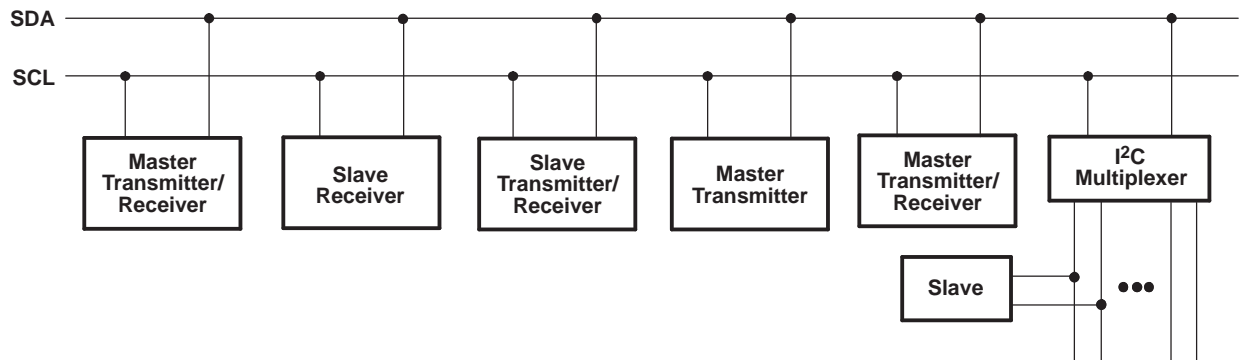 SDA
SCL
Master
Transmitter/
Receiver
Slave
Receiver
Slave
Transmitter/
Receiver
Master
Transmitter
Master
Transmitter/
Receiver
I²C
Multiplexer
Slave